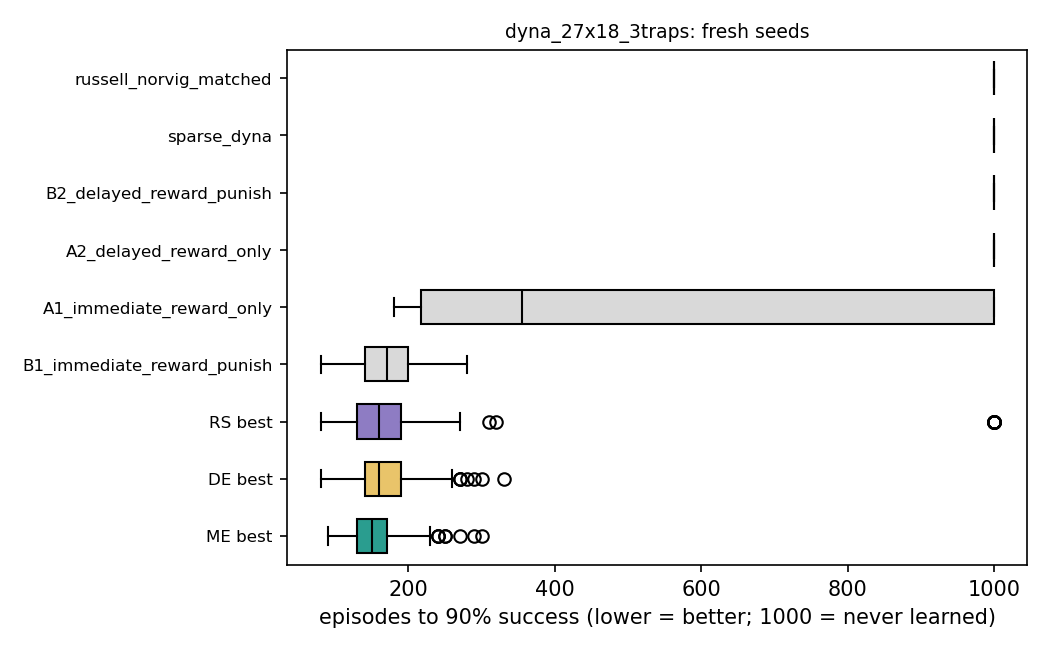 dyna_27x18_3traps: fresh seeds
russell_norvig_matched
sparse_dyna
B2_delayed_reward_punish
A2_delayed_reward_only
A1_immediate_reward_only
B1_immediate_reward_punish
RS best
DE best
ME best
200 400 600 800 1000
episodes to 90% success (lower = better; 1000 = never learned)